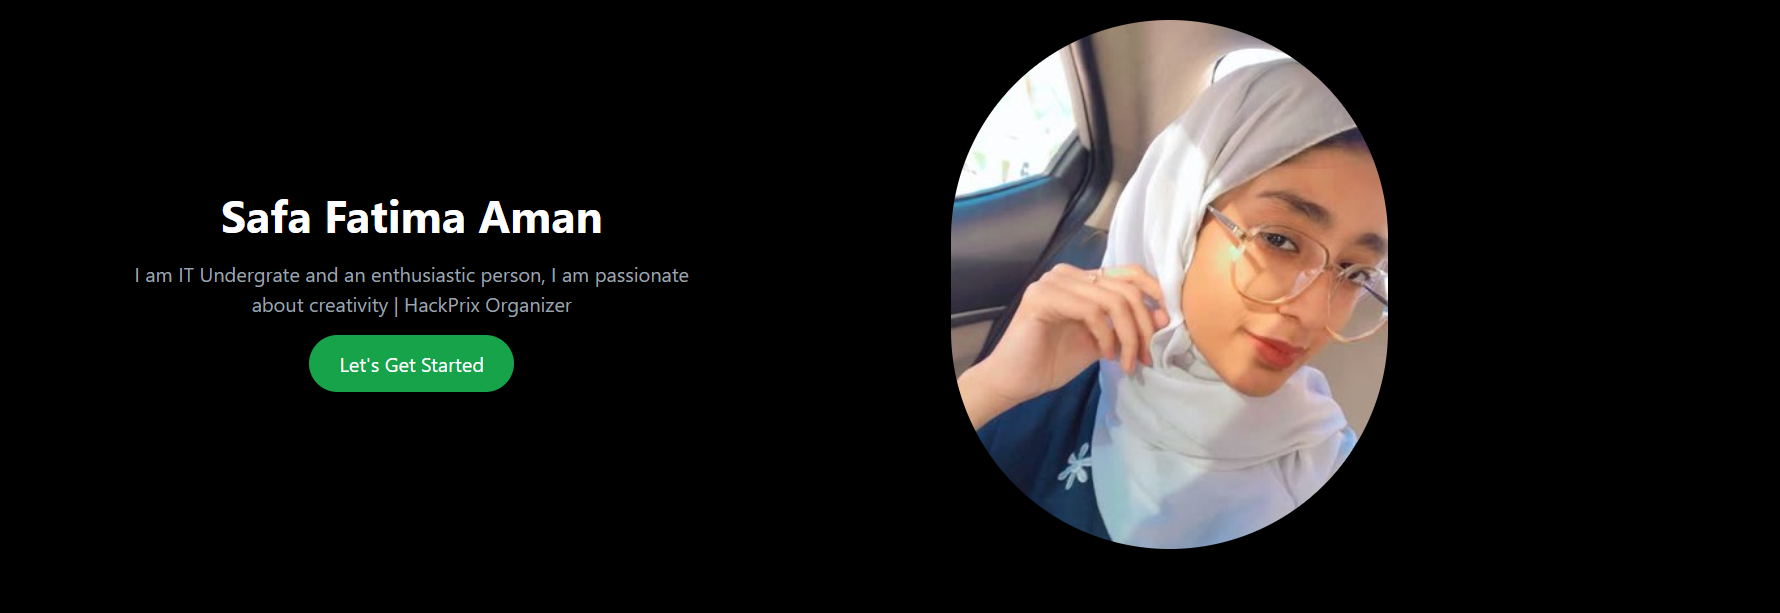 Safa Fatima Aman
I am IT Undergrate and an enthusiastic person, I am passionate
about creativity | HackPrix Organizer
Let's Get Started